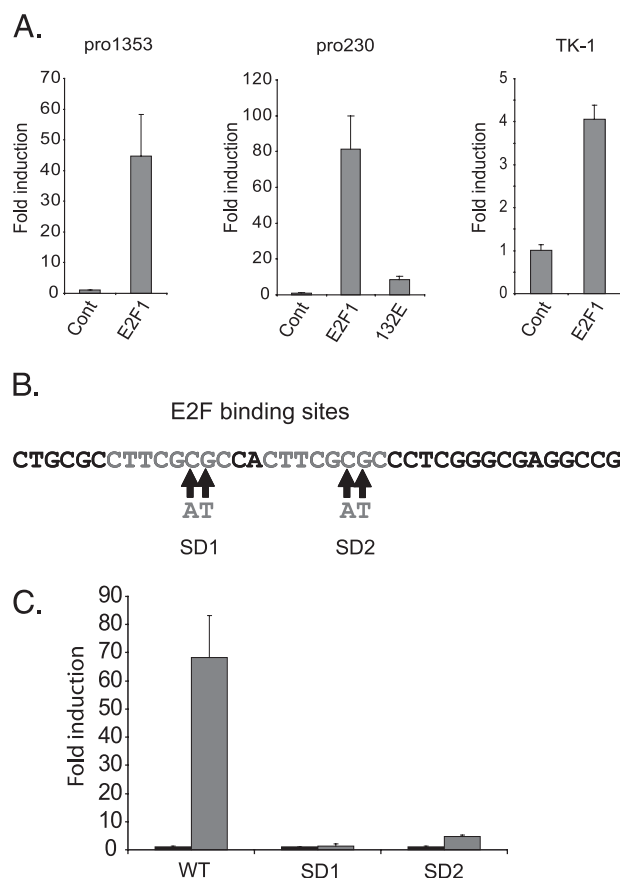 A.
pro1353
Fold induction
70
60
50
40
30
20
10
0
Cont
E2F1
pro230
Fold induction
120
100
80
60
40
20
0
Cont
E2F1
132E
TK-1
Fold induction
5
4
3
2
1
0
Cont
E2F1
B.
E2F binding sites
CTGCGCCTTCGCGCCACTTCGCGCCCTCGGGCGAGGCCG
AT
AT
SD1
SD2
C.
Fold induction
90
80
70
60
50
40
30
20
10
0
WT
SD1
SD2